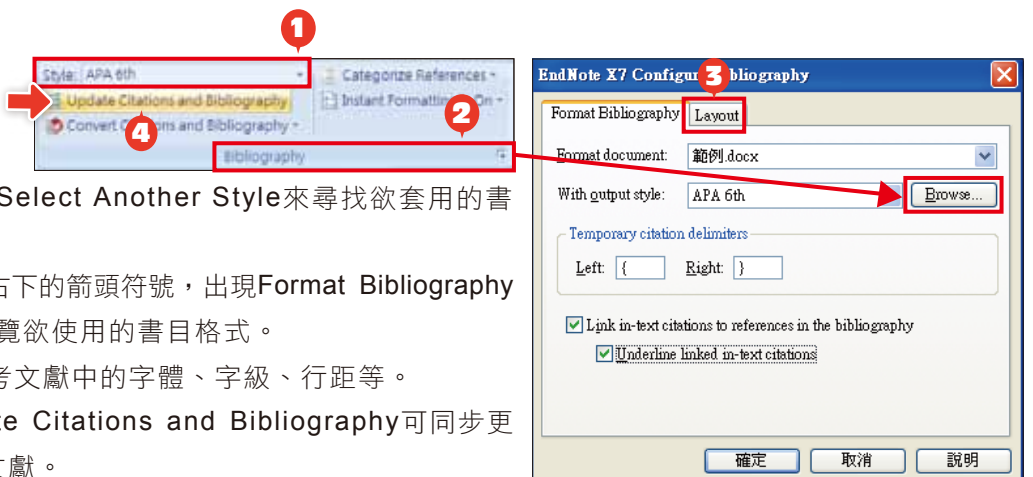 1
Style: APA 6th
Categorize References
Update Citations and Bibliography
Instant Formatting On
2
4
Bibliography
EndNote X7 Bibliography
3
Format Bibliography Layout
Format document: 範例.docx
With output style: APA 6th Browse...
Temporary citation delimiters
Left: { Right: }
Link in-text citations to references in the bibliography
Underline linked in-text citations
確定 取消 說明
Select Another Style來尋找欲套用的書
右下的箭頭符號，出現Format Bibliography
覽欲使用的書目格式。
考文獻中的字體、字級、行距等。
te Citations and Bibliography可同步更
文獻。